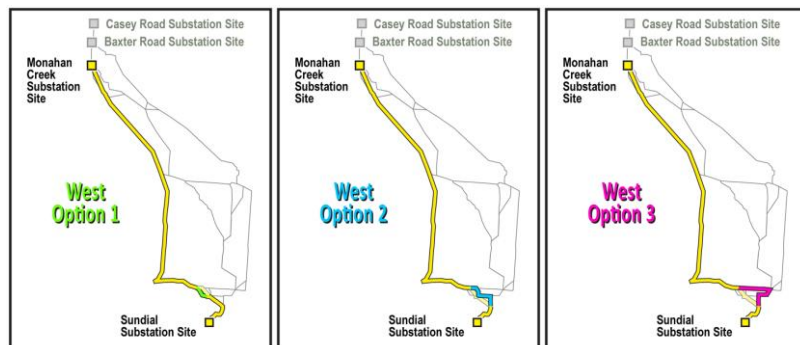 Casey Road Substation Site
Baxter Road Substation Site
Monahan
Creek
Substation
Site
West
Option 1
Sundial
Substation Site
Casey Road Substation Site
Baxter Road Substation Site
Monahan
Creek
Substation
Site
West
Option 2
Sundial
Substation Site
Casey Road Substation Site
Baxter Road Substation Site
Monahan
Creek
Substation
Site
West
Option 3
Sundial
Substation Site